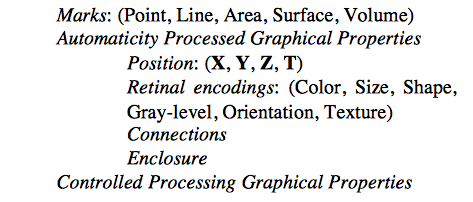 Marks: (Point, Line, Area, Surface, Volume)
Automaticity Processed Graphical Properties
Position: (X, Y, Z, T)
Retinal encodings: (Color, Size, Shape,
Gray-level, Orientation, Texture)
Connections
Enclosure
Controlled Processing Graphical Properties